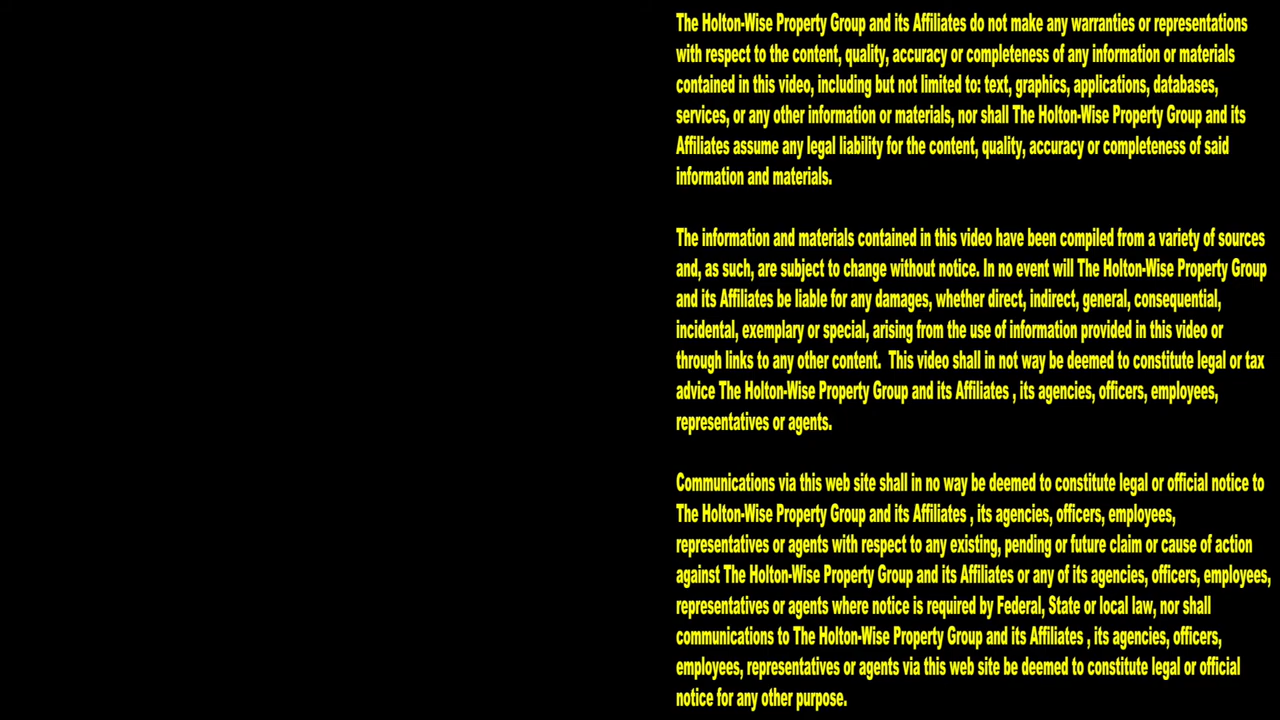 The Holton-Wise Property Group and its Affiliates do not make any warranties or representations
with respect to the content, quality, accuracy or completeness of any information or materials
contained in this video, including but not limited to: text, graphics, applications, databases,
services, or any other information or materials, nor shall The Holton-Wise Property Group and its
Affiliates assume any legal liability for the content, quality, accuracy or completeness of said
information and materials.
The information and materials contained in this video have been compiled from a variety of sources
and, as such, are subject to change without notice. In no event will The Holton-Wise Property Group
and its Affiliates be liable for any damages, whether direct, indirect, general, consequential,
incidental, exemplary or special, arising from the use of information provided in this video or
through links to any other content.  This video shall in not way be deemed to constitute legal or tax
advice The Holton-Wise Property Group and its Affiliates , its agencies, officers, employees,
representatives or agents.
Communications via this web site shall in no way be deemed to constitute legal or official notice to
The Holton-Wise Property Group and its Affiliates , its agencies, officers, employees,
representatives or agents with respect to any existing, pending or future claim or cause of action
against The Holton-Wise Property Group and its Affiliates or any of its agencies, officers, employees,
representatives or agents where notice is required by Federal, State or local law, nor shall
communications to The Holton-Wise Property Group and its Affiliates , its agencies, officers,
employees, representatives or agents via this web site be deemed to constitute legal or official
notice for any other purpose.